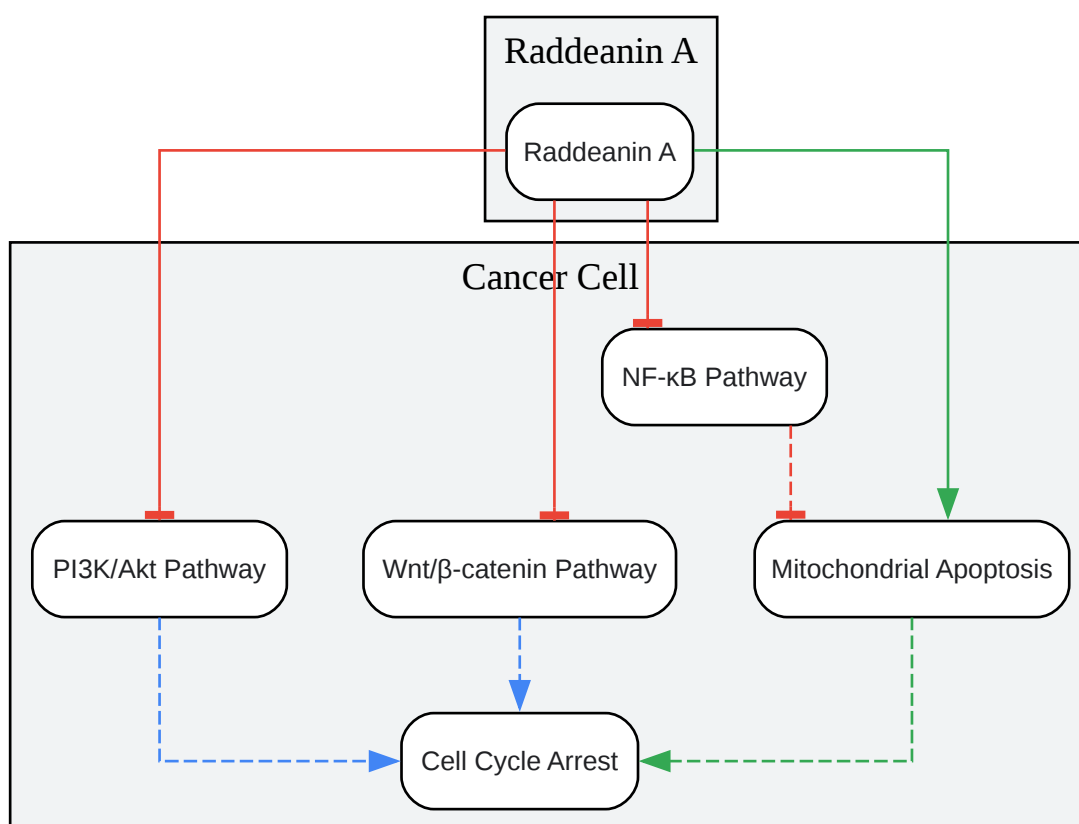 Raddeanin A
Raddeanin A
Cancer Cell
NF-κB Pathway
PI3K/Akt Pathway
Wnt/β-catenin Pathway
Mitochondrial Apoptosis
Cell Cycle Arrest